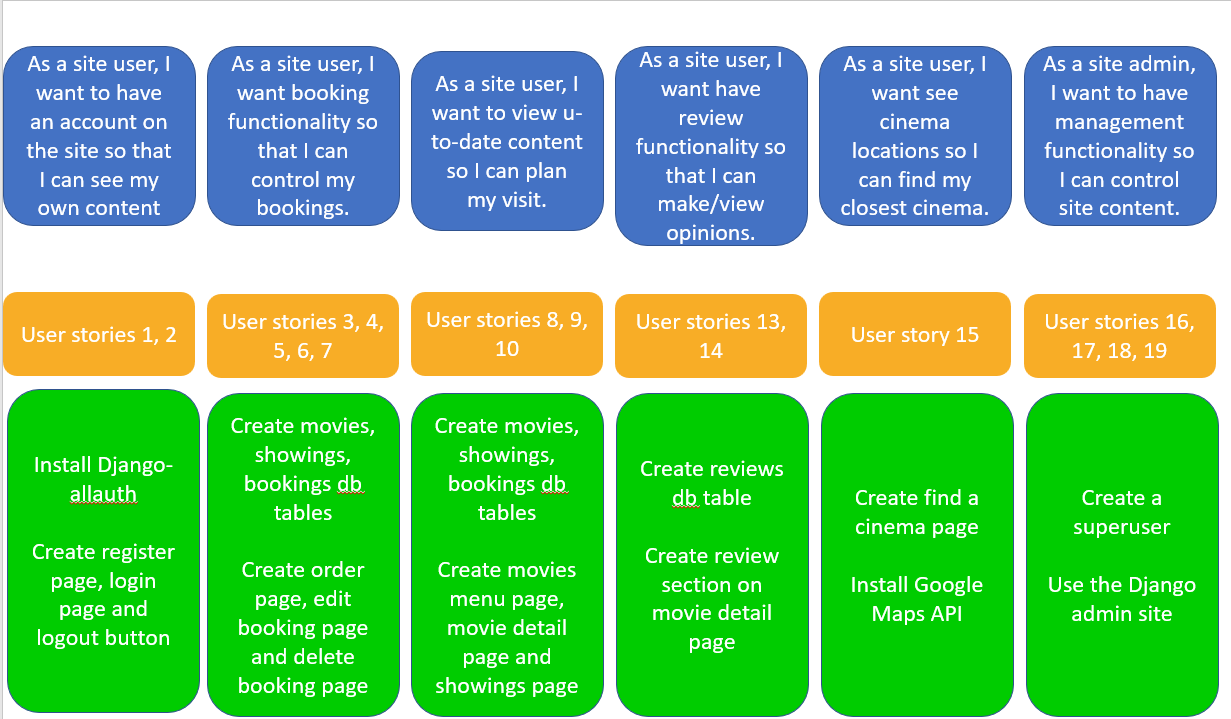 As a site user, I
want to have
an account on
the site so that
I can see my
own content
As a site user, I
want booking
functionality so
that I can
control my
bookings.
As a site user, I
want to view u-
to-date content
so I can plan
my visit.
As a site user, I
want have
review
functionality so
that I can
make/view
opinions.
As a site user, I
want see
cinema
locations so I
can find my
closest cinema.
As a site admin,
I want to have
management
functionality so
I can control
site content.
User stories 1, 2
User stories 3, 4,
5, 6, 7
User stories 8, 9,
10
User stories 13,
14
User story 15
User stories 16,
17, 18, 19
Install Django-
allauth
Create register
page, login
page and
logout button
Create movies,
showings,
bookings db
tables
Create order
page, edit
booking page
and delete
booking page
Create movies,
showings,
bookings db
tables
Create movies
menu page,
movie detail
page and
showings page
Create reviews
db table
Create review
section on
movie detail
page
Create find a
cinema page
Install Google
Maps API
Create a
superuser
Use the Django
admin site